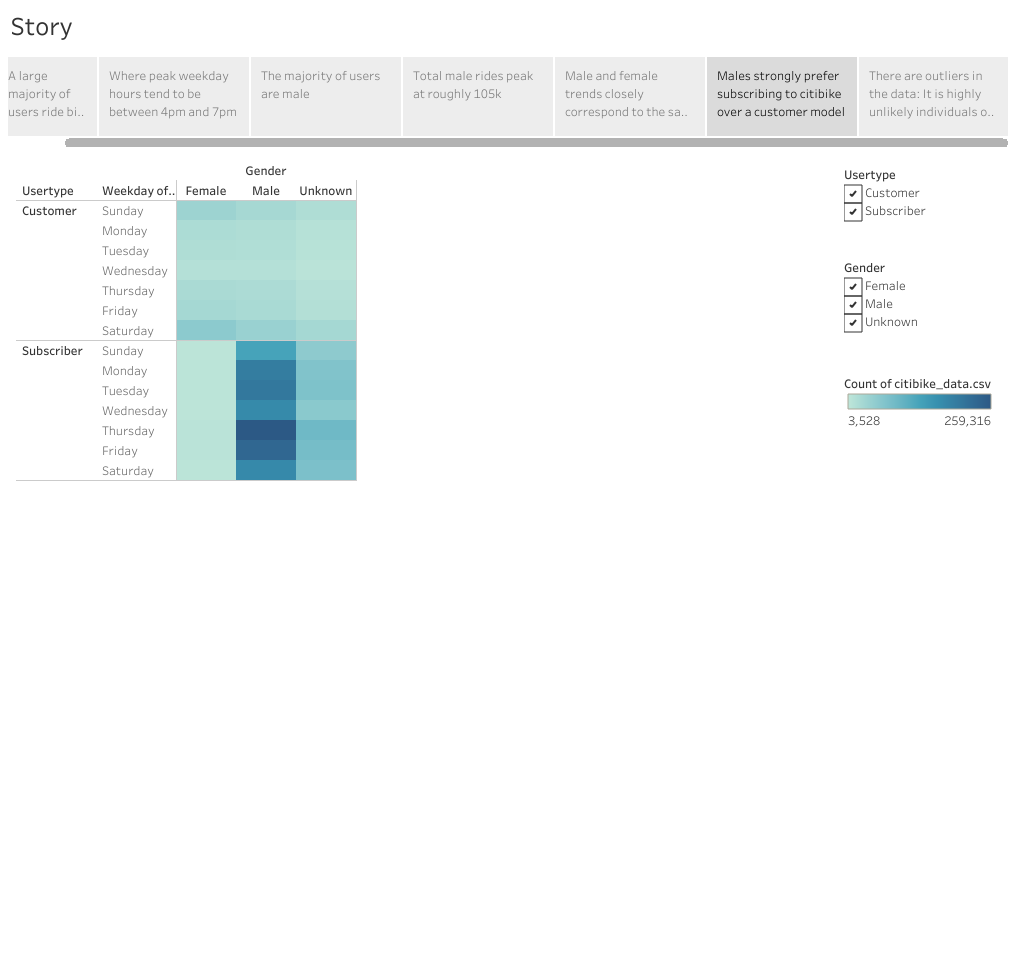 Story
A large
majority of
users ride bi..
Where peak weekday
hours tend to be
between 4pm and 7pm
The majority of users
are male
Total male rides peak
at roughly 105k
Male and female
trends closely
correspond to the sa..
Males strongly prefer
subscribing to citibike
over a customer model
There are outliers in
the data: It is highly
unlikely individuals o..
Gender
Usertype Weekday of.. Female Male Unknown
Customer Sunday
Monday
Tuesday
Wednesday
Thursday
Friday
Saturday
Subscriber Sunday
Monday
Tuesday
Wednesday
Thursday
Friday
Saturday
Usertype
Customer
Subscriber
Gender
Female
Male
Unknown
Count of citibike_data.csv
3,528 259,316